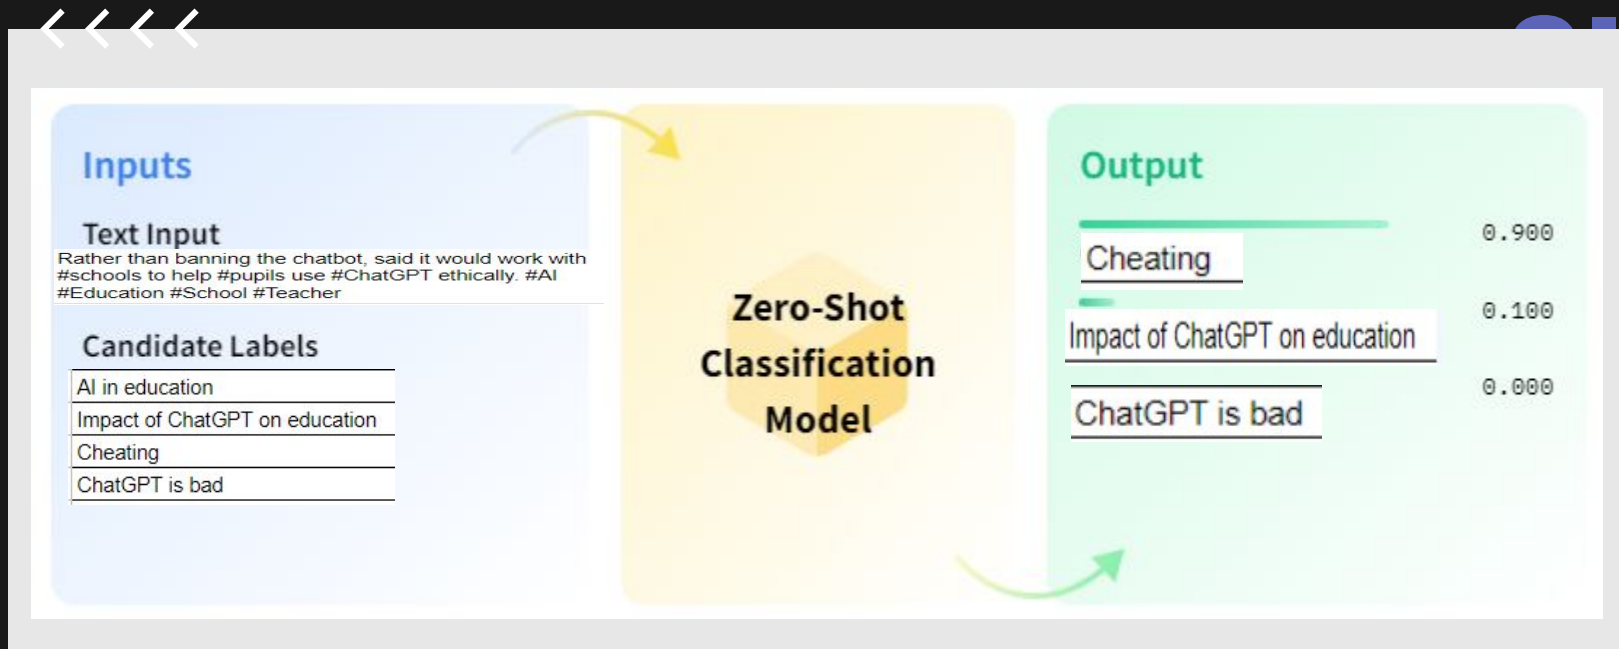 Inputs
Text Input
Rather than banning the chatbot, said it would work with
#schools to help #pupils use #ChatGPT ethically. #AI
#Education #School #Teacher
Candidate Labels
AI in education
Impact of ChatGPT on education
Cheating
ChatGPT is bad
Zero-Shot
Classification
Model
Output
Cheating 0.900
Impact of ChatGPT on education 0.100
ChatGPT is bad 0.000